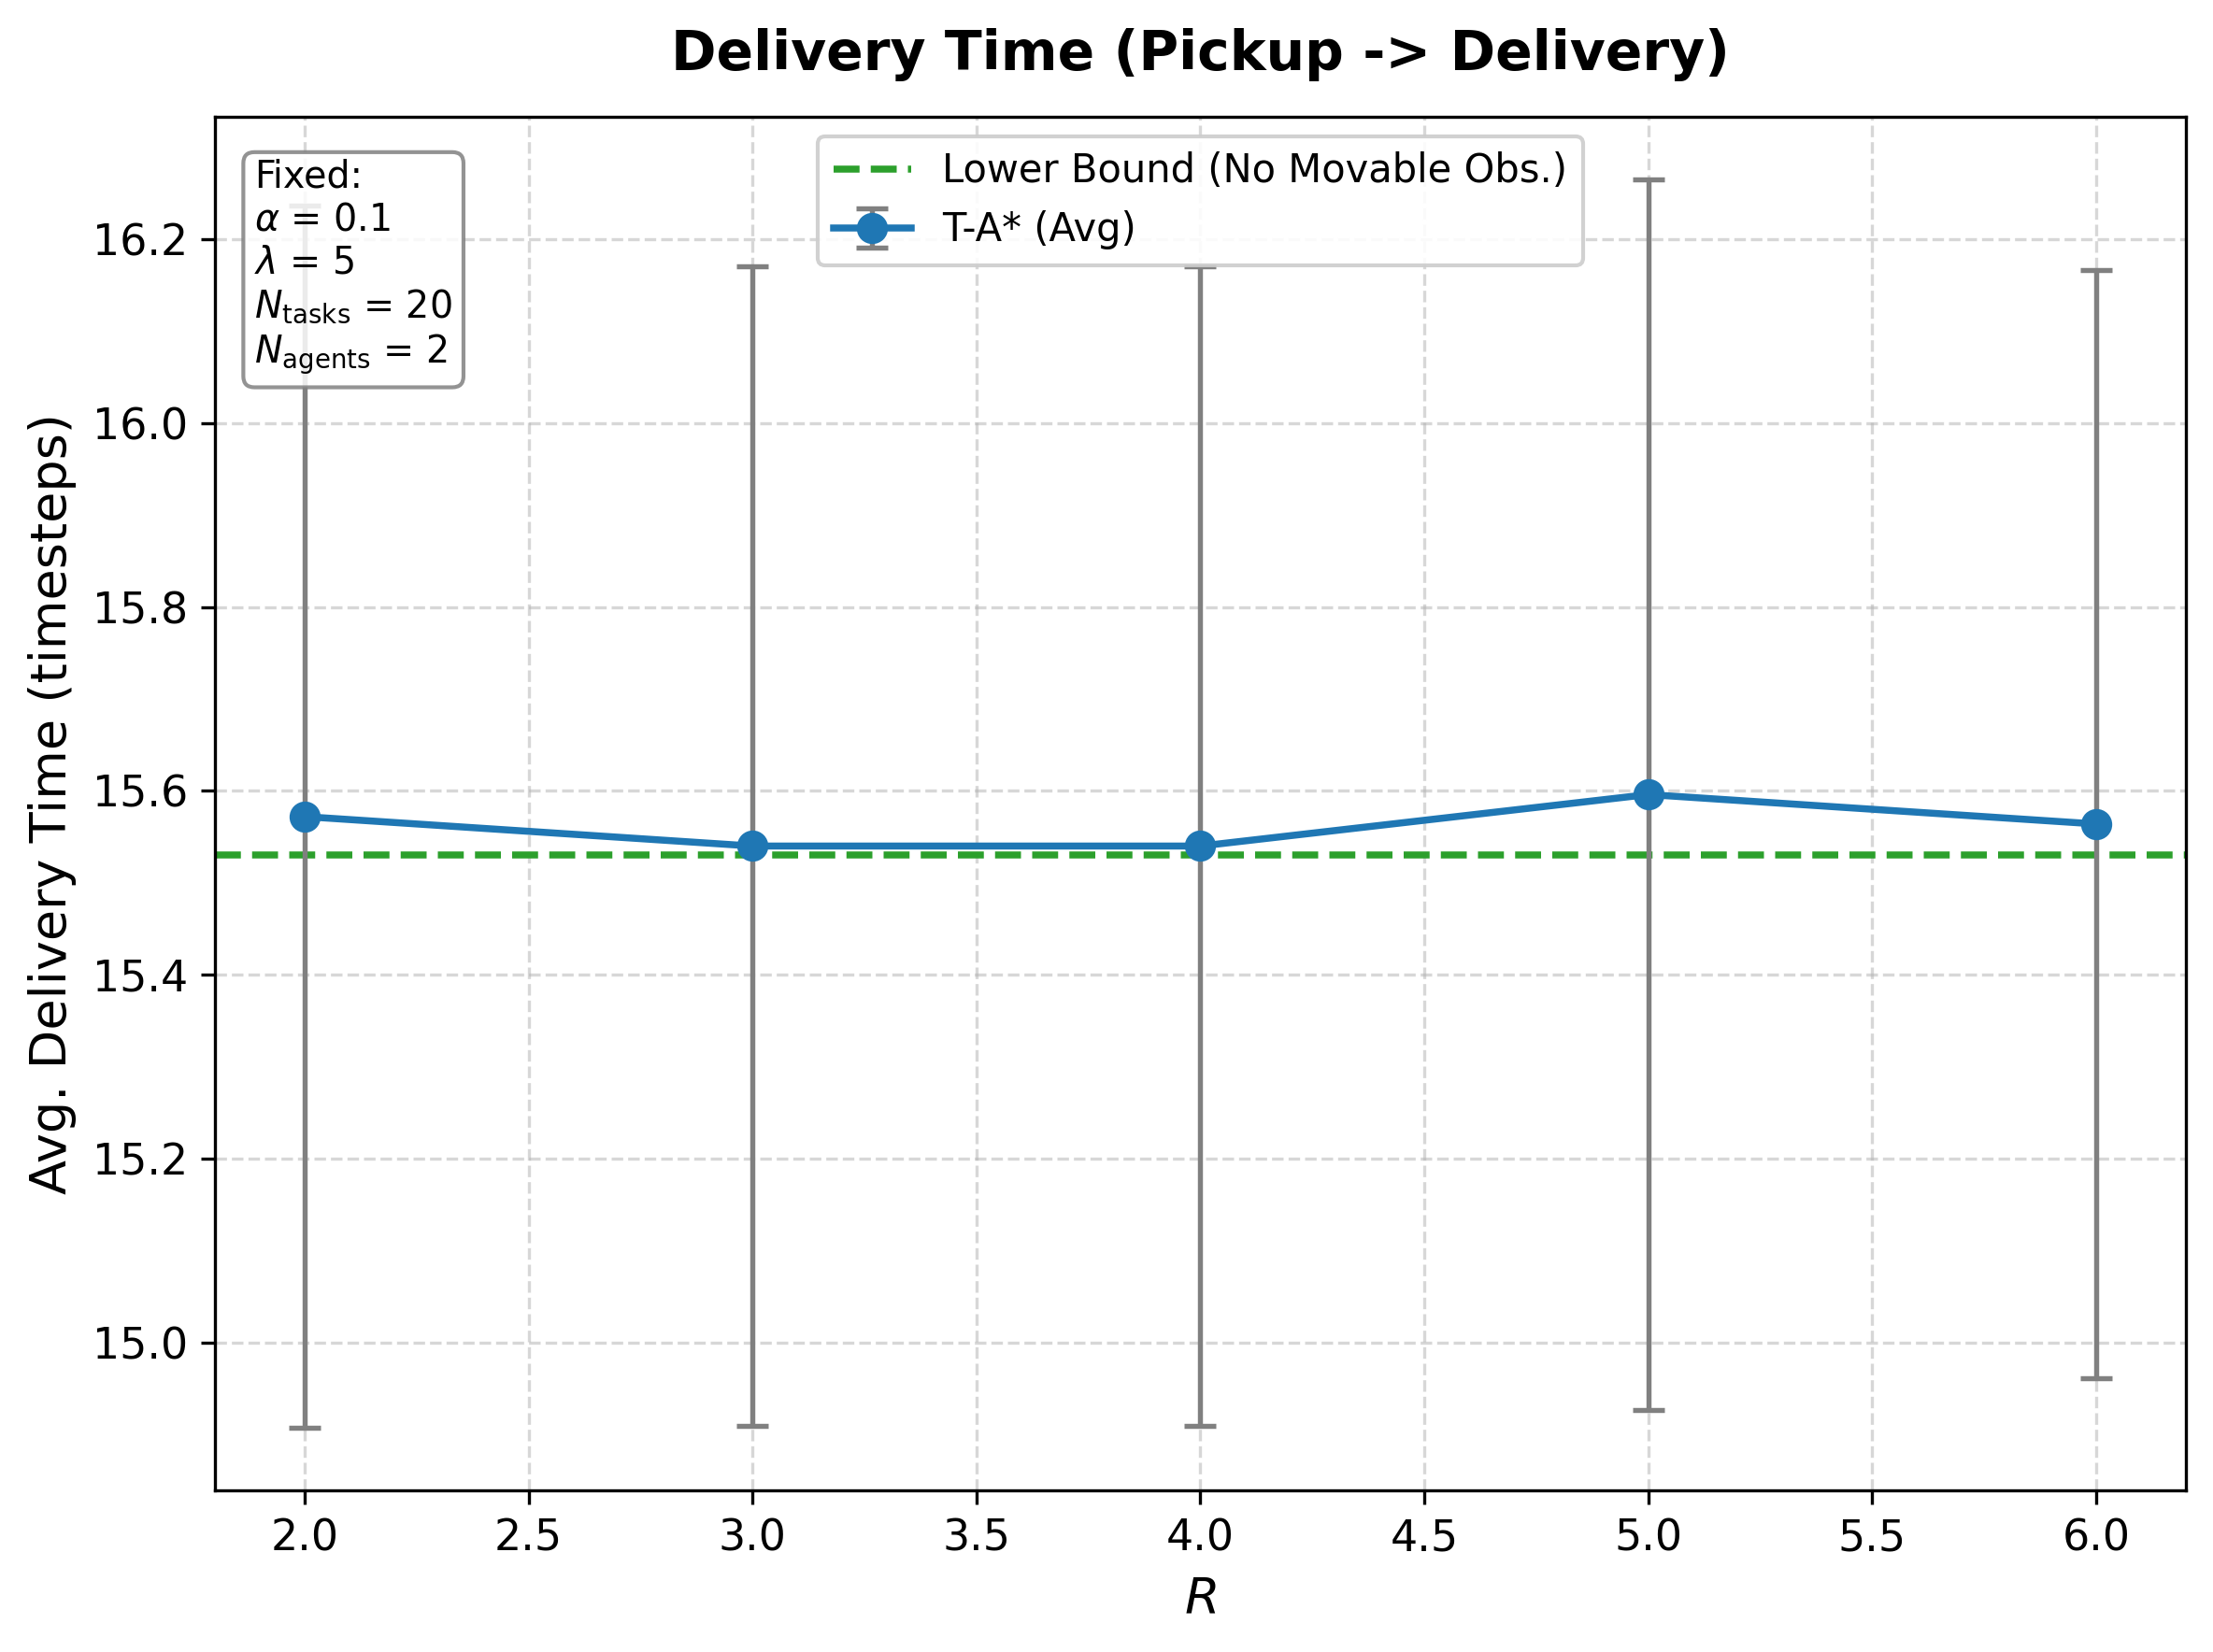 Delivery Time (Pickup -> Delivery)
Fixed:
α = 0.1
λ = 5
N_tasks = 20
N_agents = 2
Lower Bound (No Movable Obs.)
T-A* (Avg)
Avg. Delivery Time (timesteps)
16.2
16.0
15.8
15.6
15.4
15.2
15.0
2.0 2.5 3.0 3.5 4.0 4.5 5.0 5.5 6.0
R